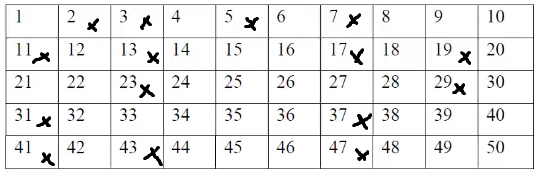 1 2 x 3 x 4 5 x 6 7 x 8 9 10
11 x 12 13 x 14 15 16 17 x 18 19 x 20
21 22 23 x 24 25 26 27 28 29 x 30
31 x 32 33 34 35 36 37 x 38 39 40
41 x 42 43 x 44 45 46 47 x 48 49 50